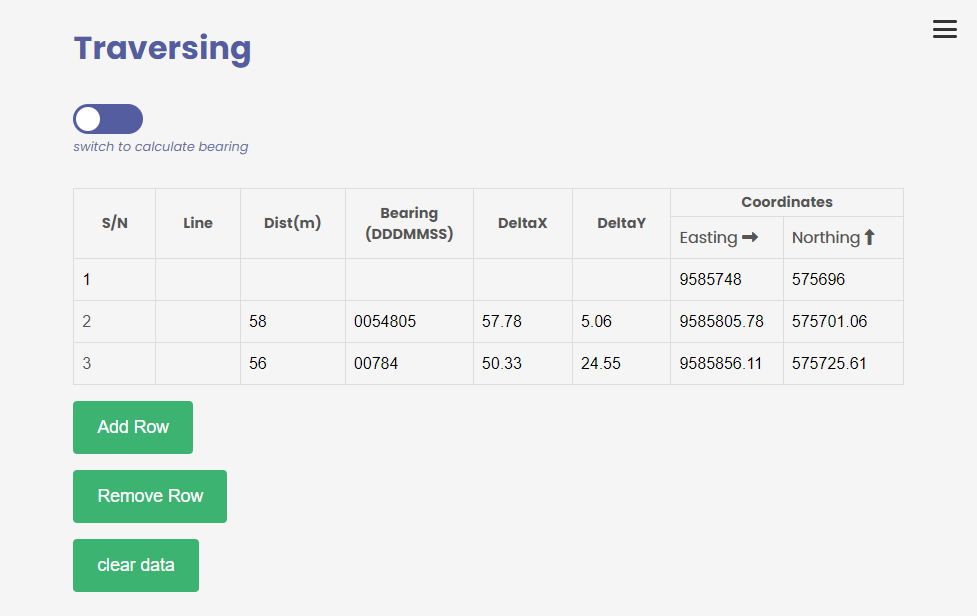 Traversing
switch to calculate bearing
S/N Line Dist(m) Bearing (DDDMMSS) DeltaX DeltaY Coordinates
Easting Northing
1 9585748 575696
2 58 0054805 57.78 5.06 9585805.78 575701.06
3 56 00784 50.33 24.55 9585856.11 575725.61
Add Row
Remove Row
clear data